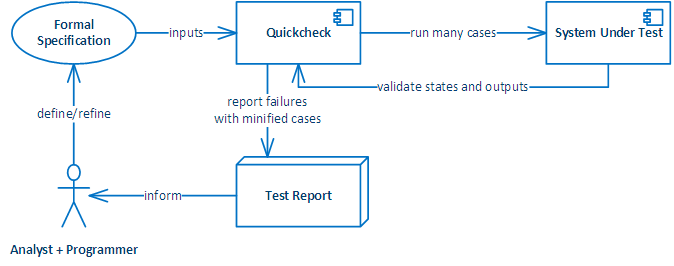 Formal
Specification
inputs
Quickcheck
run many cases
System Under Test
validate states and outputs
report failures
with minified cases
define/refine
Test Report
inform
Analyst + Programmer